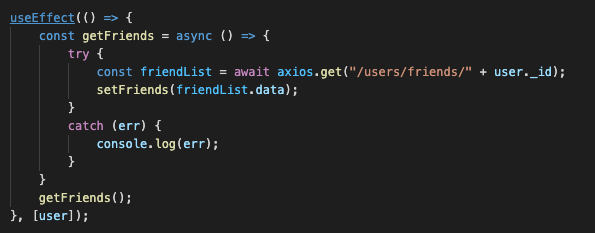 useEffect(() => {
    const getFriends = async () => {
        try {
            const friendList = await axios.get("/users/friends/" + user._id);
            setFriends(friendList.data);
        }
        catch (err) {
            console.log(err);
        }
    }
    getFriends();
}, [user]);